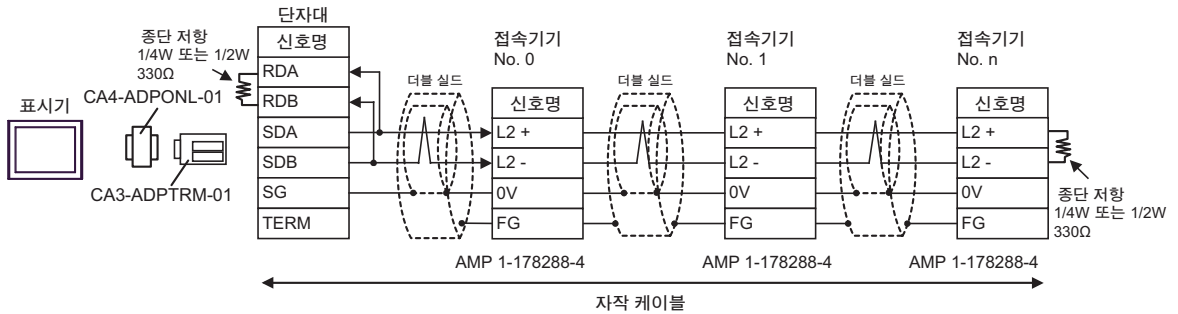 단자대
종단 저항
1/4W 또는 1/2W
330Ω
CA4-ADPONL-01
표시기
CA3-ADPTRM-01
신호명
RDA
RDB
SDA
SDB
SG
TERM
더블 실드
접속기기
No. 0
신호명
L2 +
L2 -
0V
FG
AMP 1-178288-4
더블 실드
접속기기
No. 1
신호명
L2 +
L2 -
0V
FG
AMP 1-178288-4
더블 실드
접속기기
No. n
신호명
L2 +
L2 -
0V
FG
AMP 1-178288-4
종단 저항
1/4W 또는 1/2W
330Ω
자작 케이블